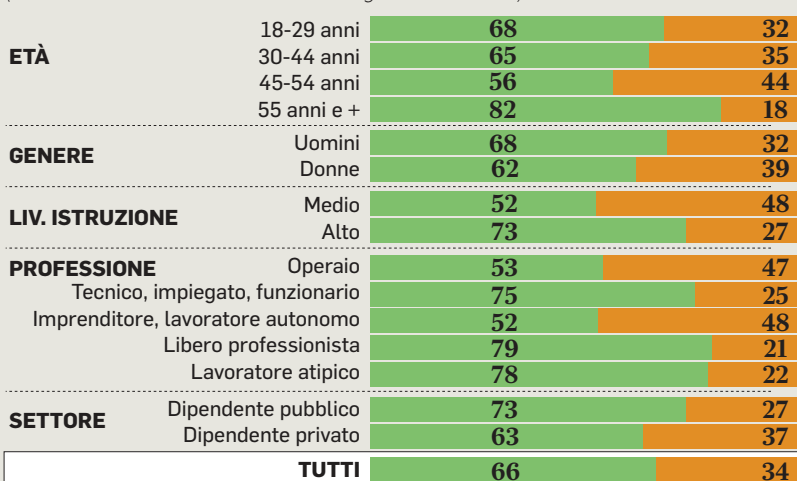 18-29 anni 68 32
ETÀ 30-44 anni 65 35
45-54 anni 56 44
55 anni e + 82 18
GENERE Uomini 68 32
Donne 62 39
LIV. ISTRUZIONE Medio 52 48
Alto 73 27
PROFESSIONE Operaio 53 47
Tecnico, impiegato, funzionario 75 25
Imprenditore, lavoratore autonomo 52 48
Libero professionista 79 21
Lavoratore atipico 78 22
SETTORE Dipendente pubblico 73 27
Dipendente privato 63 37
TUTTI 66 34